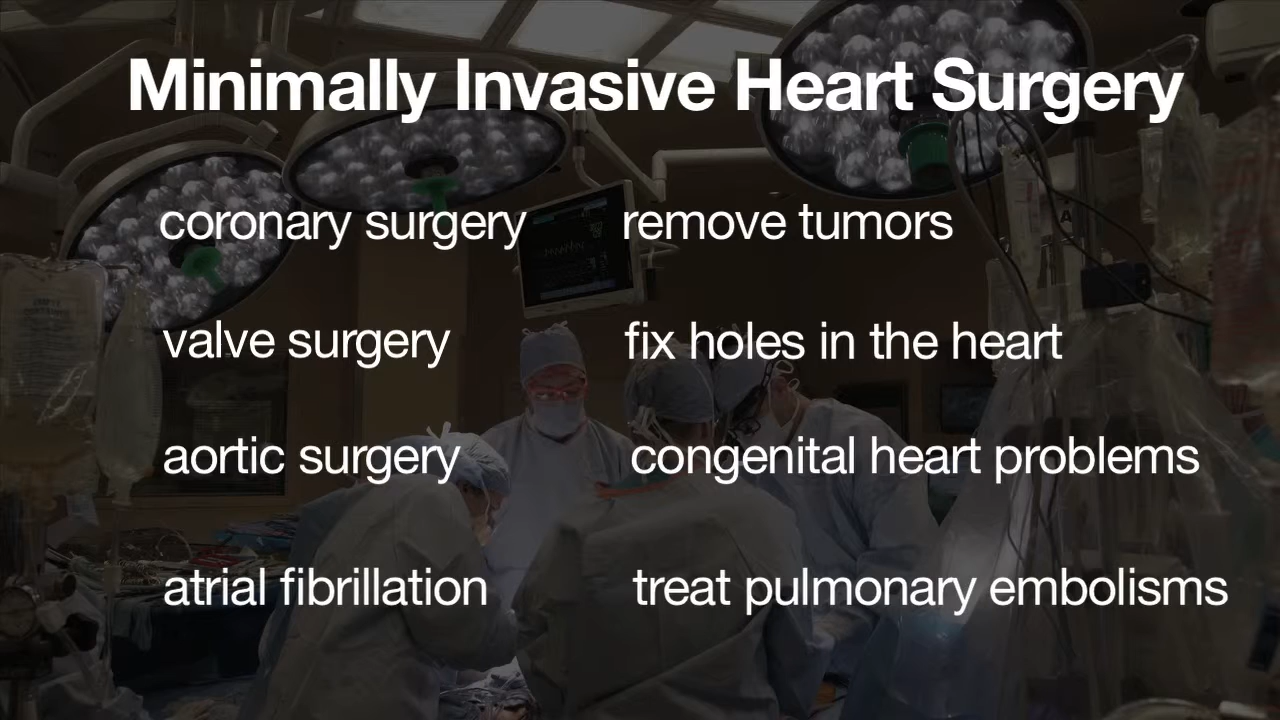 Minimally Invasive Heart Surgery
coronary surgery
remove tumors
valve surgery
fix holes in the heart
aortic surgery
congenital heart problems
atrial fibrillation
treat pulmonary embolisms